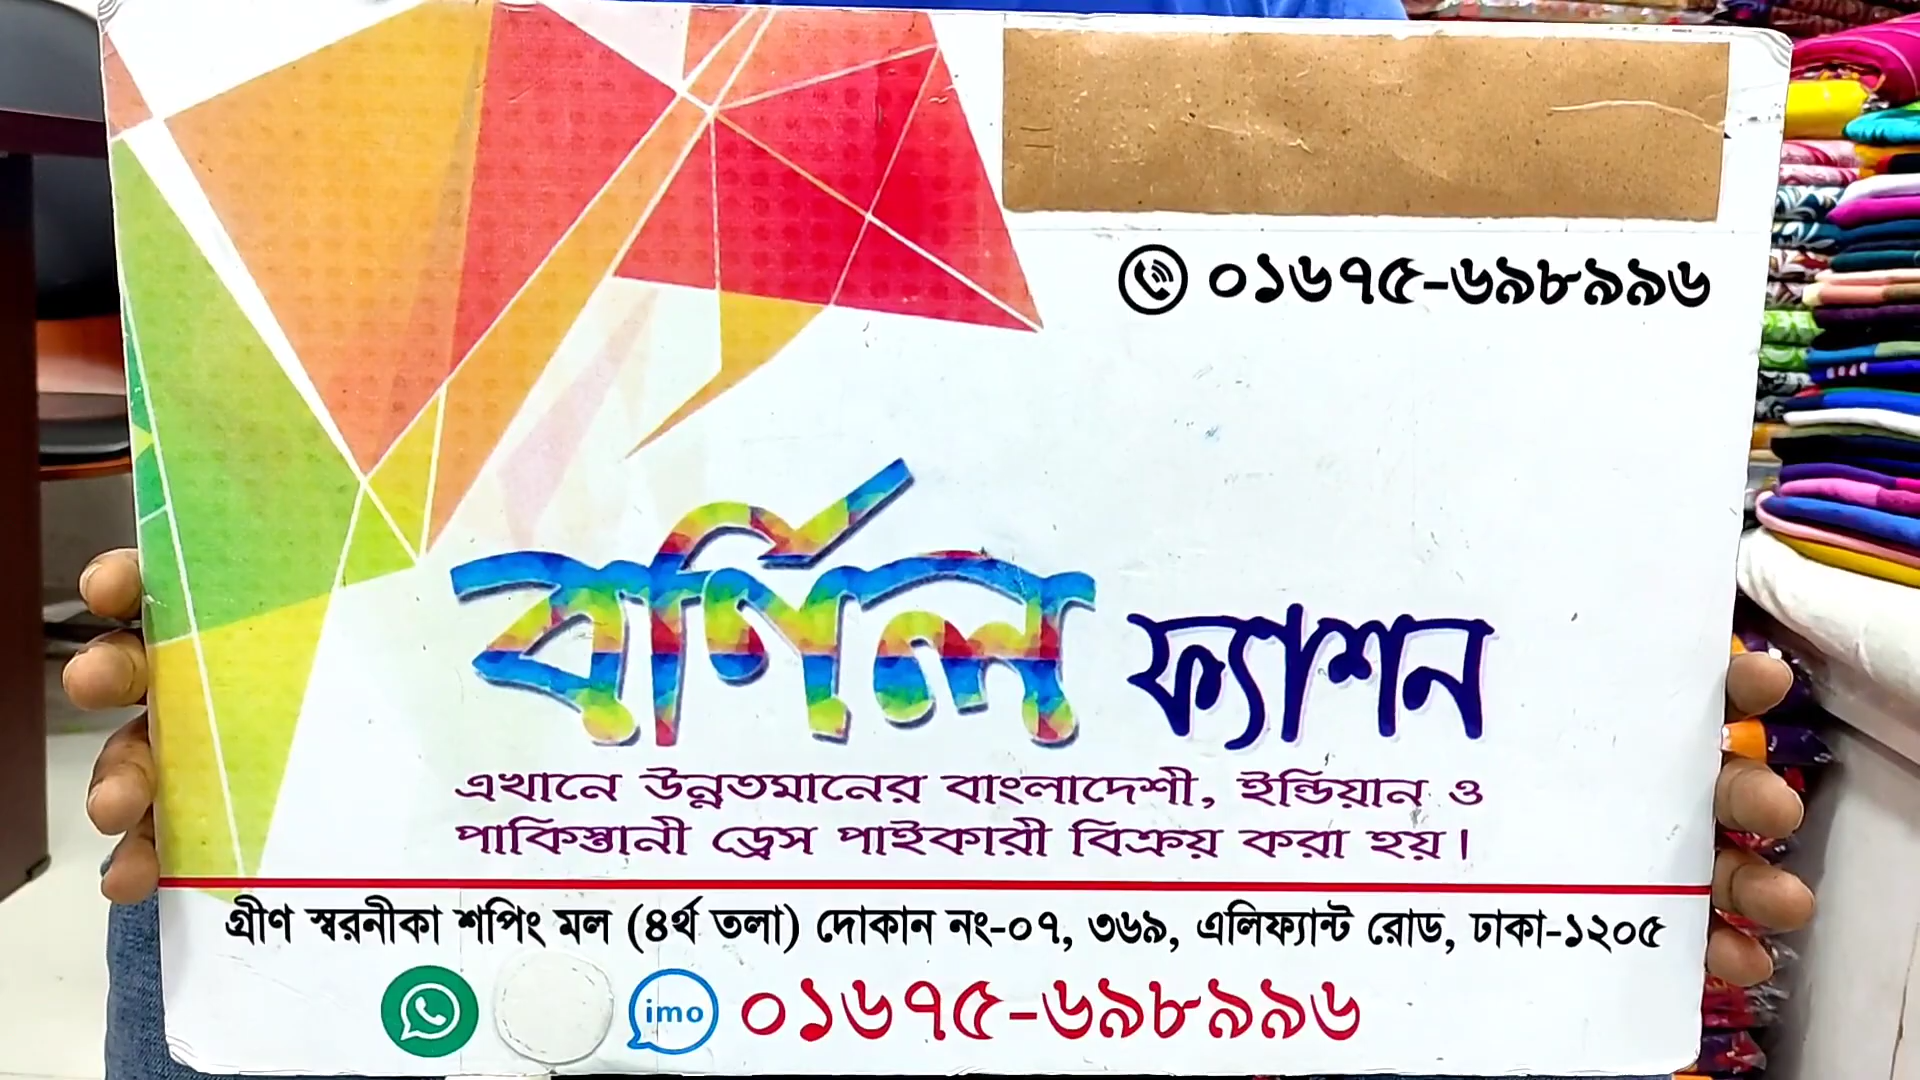 ০১৬৭৫-৬৯৮৯৯৬
বর্ণিল ফ্যাশন
এখানে উন্নতমানের বাংলাদেশী, ইন্ডিয়ান ও
পাকিস্তানী ড্রেস পাইকারী বিক্রয় করা হয়।
গ্রীণ স্বরনীকা শপিং মল (৪র্থ তলা) দোকান নং-০৭, ৩৬৯, এলিফ্যান্ট রোড, ঢাকা-১২০৫
imo ০১৬৭৫-৬৯৮৯৯৬